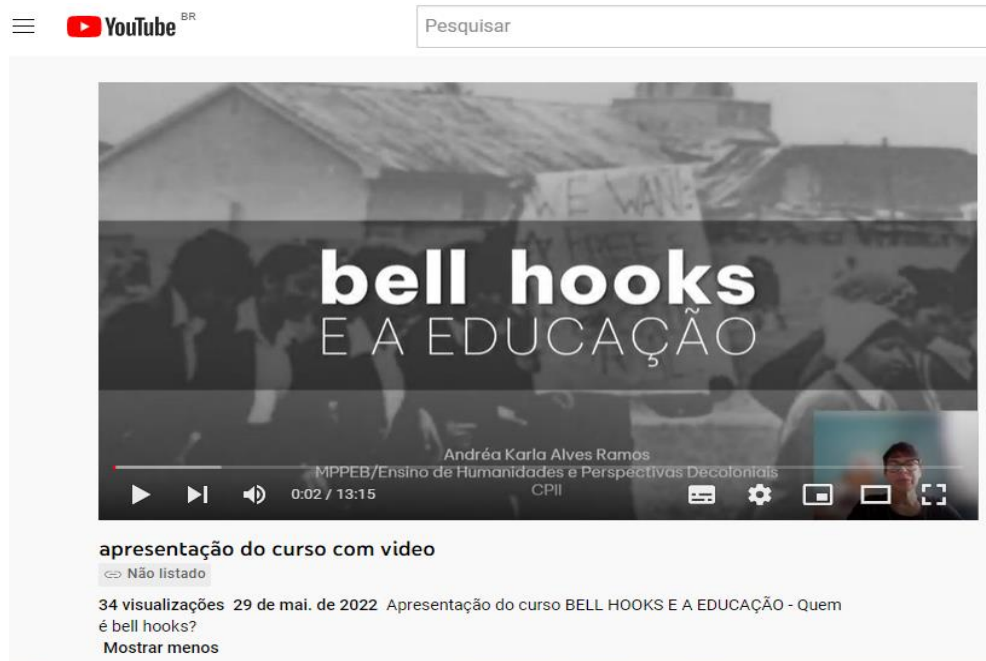 YouTube BR
Pesquisar
WE WANT
bell hooks
E A EDUCAÇÃO
Andréa Karla Alves Ramos
MPPEB/Ensino de Humanidades e Perspectivas Decoloniais
CPII
0:02 / 13:15
apresentação do curso com video
Não listado
34 visualizações 29 de mai. de 2022 Apresentação do curso BELL HOOKS E A EDUCAÇÃO - Quem
é bell hooks?
Mostrar menos